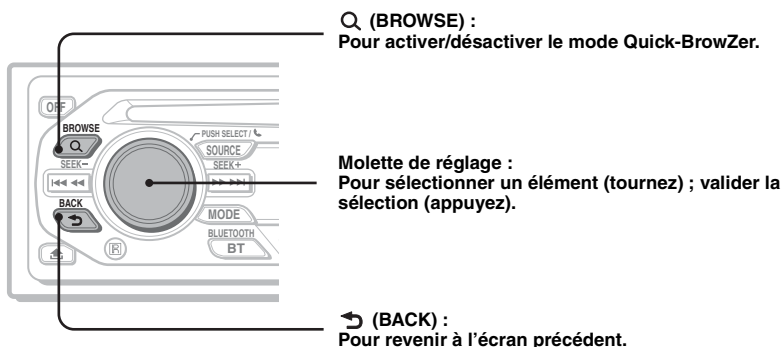 (BROWSE) :
Pour activer/désactiver le mode Quick-BrowZer.
OFF
BROWSE
PUSH SELECT /
SOURCE
SEEK–
SEEK+
Molette de réglage :
Pour sélectionner un élément (tournez) ; valider la
sélection (appuyez).
BACK
MODE
BLUETOOTH
BT
R
(BACK) :
Pour revenir à l'écran précédent.